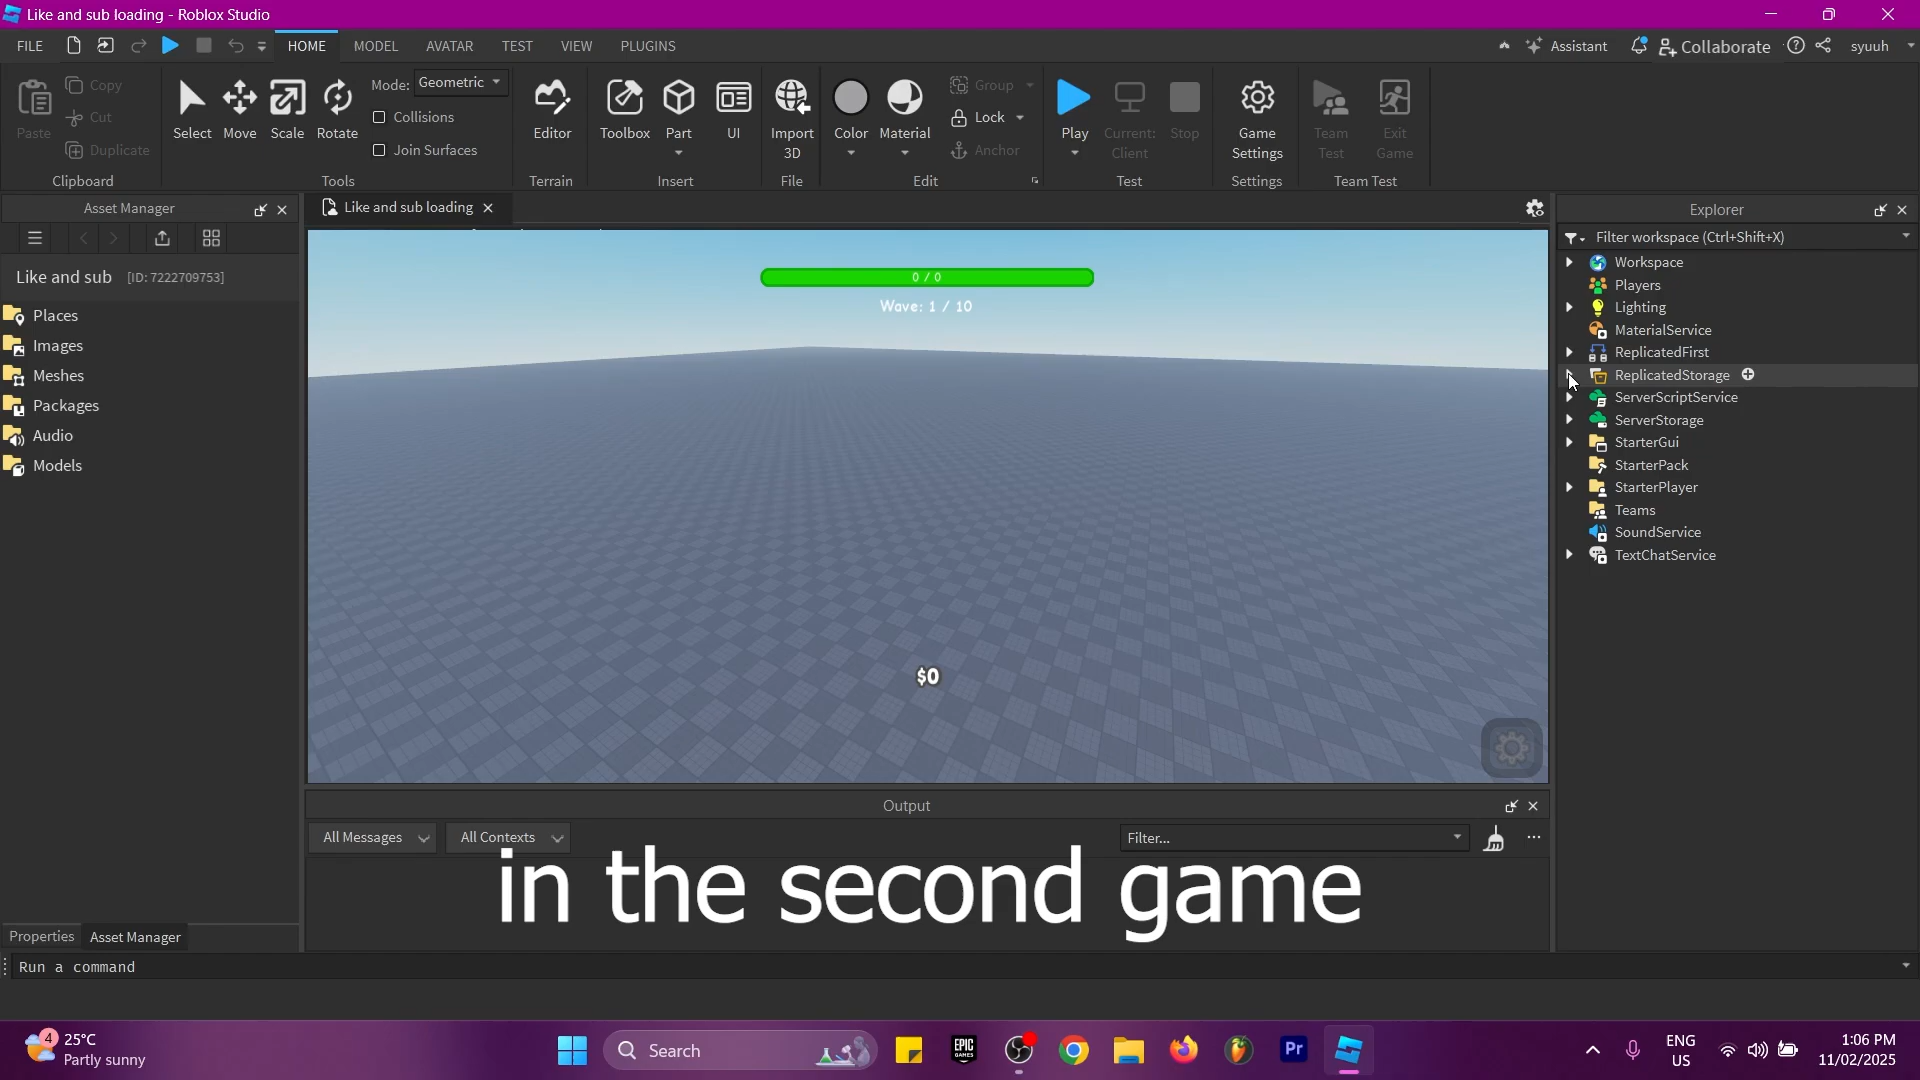 Like and sub loading - Roblox Studio
FILE HOME MODEL AVATAR TEST VIEW PLUGINS Assistant Collaborate syuuh
Paste Copy Cut Duplicate Clipboard
Select Move Scale Rotate Mode: Geometric Collisions Join Surfaces Tools
Editor Terrain
Toolbox Part UI Insert
Import 3D File
Color Material Group Lock Anchor Edit
Play Current: Client Stop Test
Game Settings Settings
Team Test Exit Game Team Test
Asset Manager
Like and sub [ID: 7222709753]
Places
Images
Meshes
Packages
Audio
Models
Properties Asset Manager
Like and sub loading
0 / 0
Wave: 1 / 10
$0
Output
All Messages All Contexts Filter...
in the second game
Explorer
Filter workspace (Ctrl+Shift+X)
Workspace
Players
Lighting
MaterialService
ReplicatedFirst
ReplicatedStorage
ServerScriptService
ServerStorage
StarterGui
StarterPack
StarterPlayer
Teams
SoundService
TextChatService
Run a command
4 25°C
Partly sunny
Search
EPIC GAMES
Pr
ENG
US
1:06 PM
11/02/2025